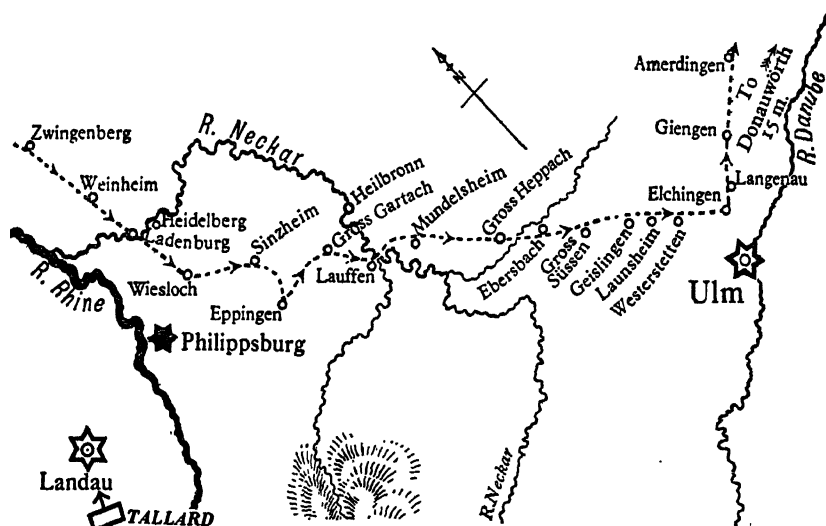 Zwingenberg
Weinheim
R. Neckar
Heidelberg
Ladenburg
Wiesloch
R. Rhine
Philippsburg
Landau
TALLARD
Sinzheim
Eppingen
Gross Gartach
Heilbronn
Lauffen
Mundelsheim
N
Gross Heppach
Ebersbach
Gross
Süssen
Geislingen
Launsheim
Westerstetten
Elchingen
Langenau
Giengen
Amerdingen
To
Donauwörth
15 m.
R. Danube
Ulm
R.Neckar